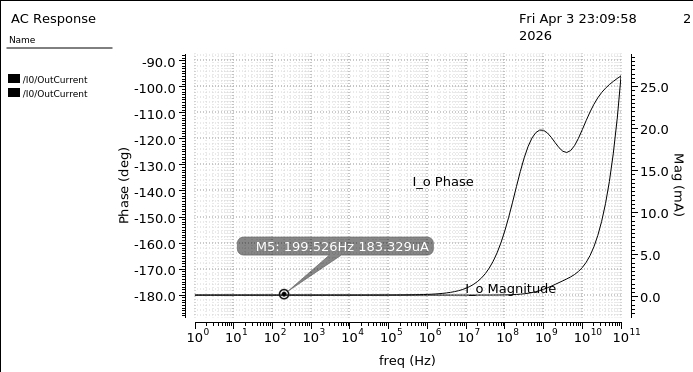 AC Response
Fri Apr 3 23:09:58 2
2026
Name
/I0/OutCurrent
/I0/OutCurrent
Phase (deg)
-90.0
-100.0
-110.0
-120.0
-130.0
-140.0
-150.0
-160.0
-170.0
-180.0
I_o Phase
M5: 199.526Hz 183.329uA
I_o Magnitude
Mag (mA)
25.0
20.0
15.0
10.0
5.0
0.0
10^0 10^1 10^2 10^3 10^4 10^5 10^6 10^7 10^8 10^9 10^10 10^11
freq (Hz)